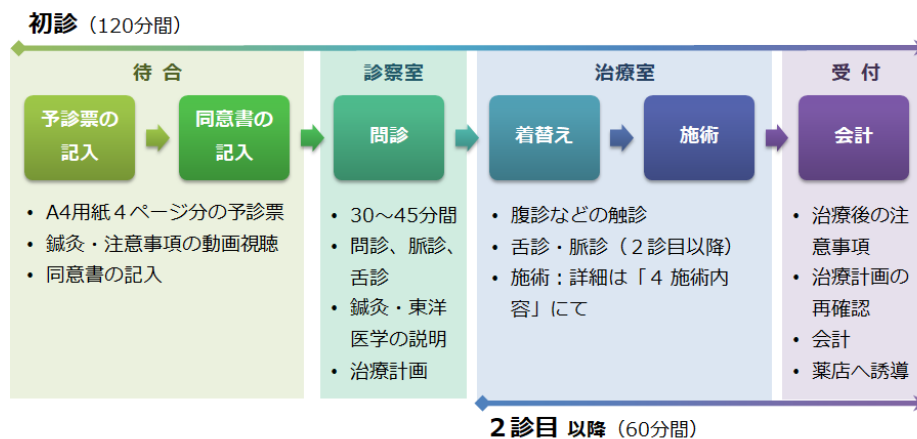 初診（120分間）
待 合
診察室
治療室
受 付
予診票の
記入
同意書の
記入
問診
着替え
施術
会計
• A4用紙４ページ分の予診票
• 鍼灸・注意事項の動画視聴
• 同意書の記入
• 30～45分間
• 問診、脈診、
舌診
• 鍼灸・東洋
医学の説明
• 治療計画
• 腹診などの触診
• 舌診・脈診（２診目以降）
• 施術：詳細は「４ 施術内
容」にて
• 治療後の注
意事項
• 治療計画の
再確認
• 会計
• 薬店へ誘導
２診目 以降（60分間）